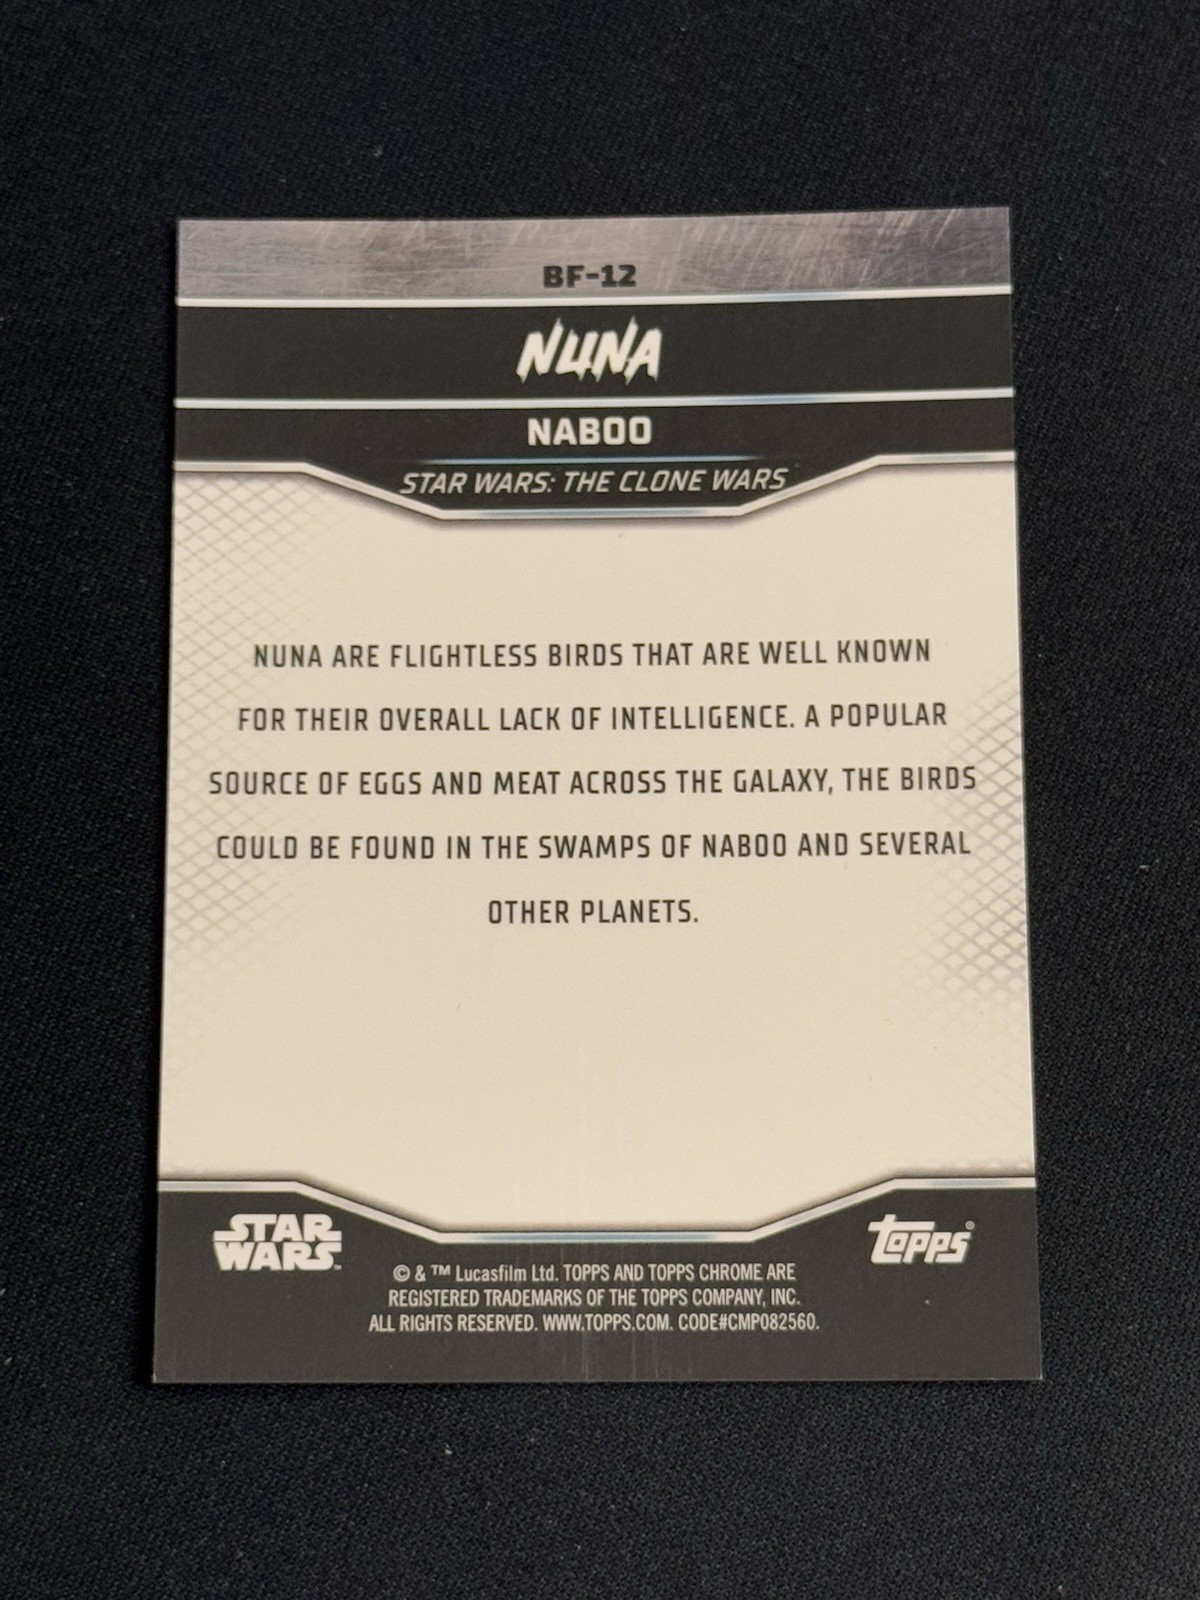 BF-12
NUNA
NABOO
STAR WARS: THE CLONE WARS
NUNA ARE FLIGHTLESS BIRDS THAT ARE WELL KNOWN
FOR THEIR OVERALL LACK OF INTELLIGENCE. A POPULAR
SOURCE OF EGGS AND MEAT ACROSS THE GALAXY, THE BIRDS
COULD BE FOUND IN THE SWAMPS OF NABOO AND SEVERAL
OTHER PLANETS.
STAR
WARS™
topps®
© & ™ Lucasfilm Ltd. TOPPS AND TOPPS CHROME ARE
REGISTERED TRADEMARKS OF THE TOPPS COMPANY, INC.
ALL RIGHTS RESERVED. WWW.TOPPS.COM. CODE#CMP082560.